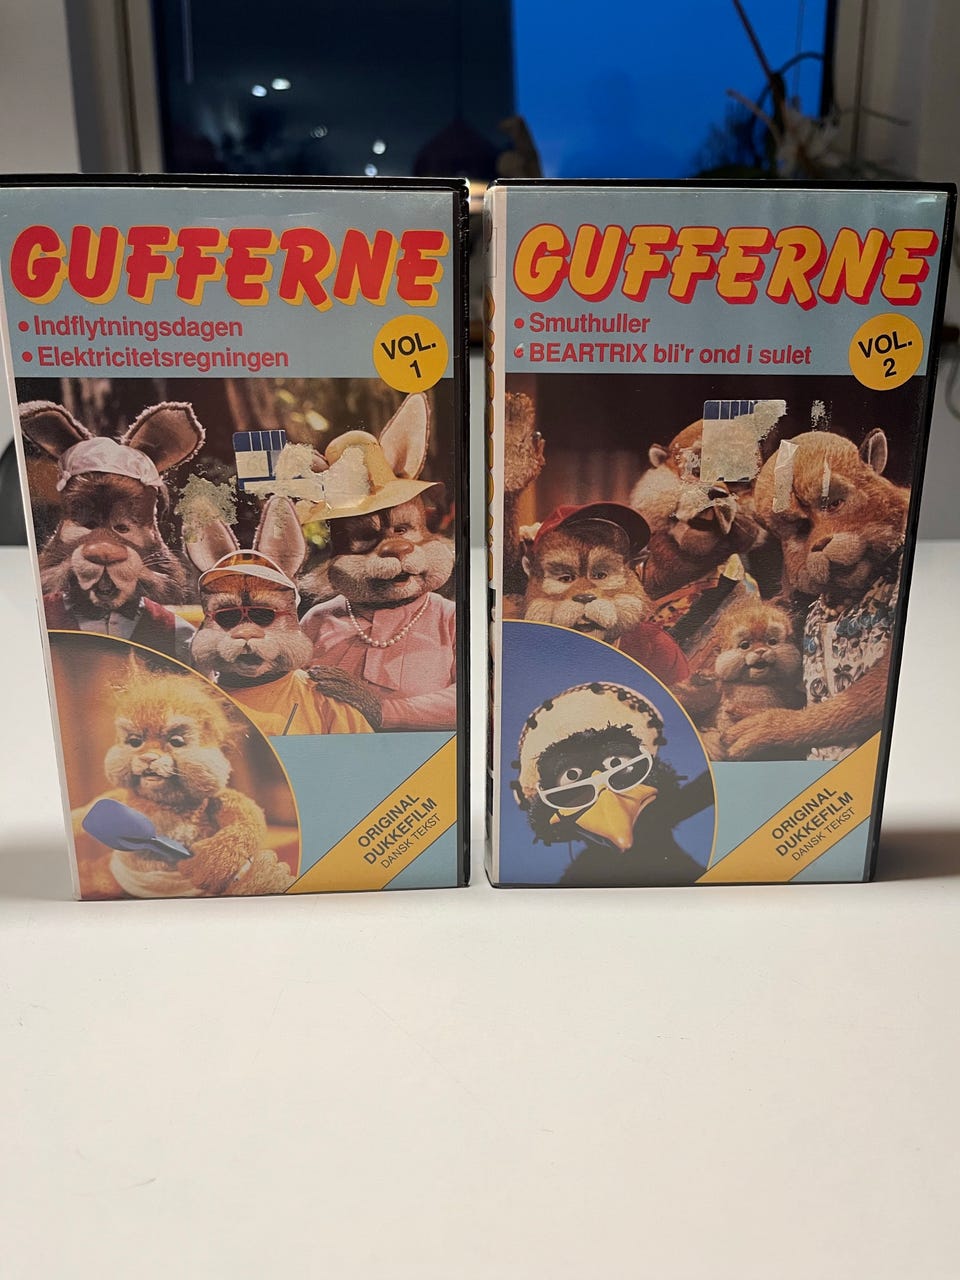 GUFFERNE
• Indflytningsdagen
• Elektricitetsregningen
VOL.
1
ORIGINAL
DUKKEFILM
DANSK TEKST
GUFFERNE
• Smuthuller
• BEARTRIX bli'r ond i sulet
VOL.
2
ORIGINAL
DUKKEFILM
DANSK TEKST